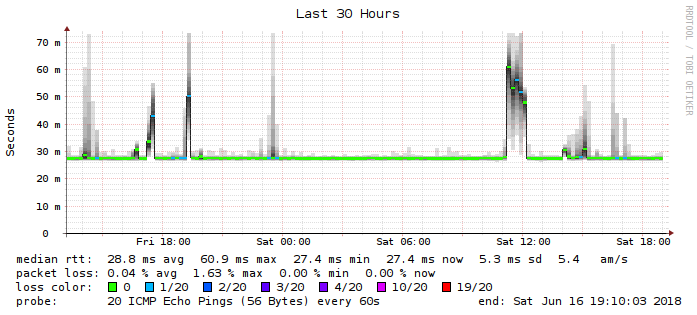 Last 30 Hours
RRDTOOL / TOBI OETIKER
Seconds
70 m
60 m
50 m
40 m
30 m
20 m
10 m
0
Fri 18:00 Sat 00:00 Sat 06:00 Sat 12:00 Sat 18:00
median rtt: 28.8 ms avg 60.9 ms max 27.4 ms min 27.4 ms now 5.3 ms sd 5.4 am/s
packet loss: 0.04 % avg 1.63 % max 0.00 % min 0.00 % now
loss color: 0 1/20 2/20 3/20 4/20 10/20 19/20
probe: 20 ICMP Echo Pings (56 Bytes) every 60s end: Sat Jun 16 19:10:03 2018